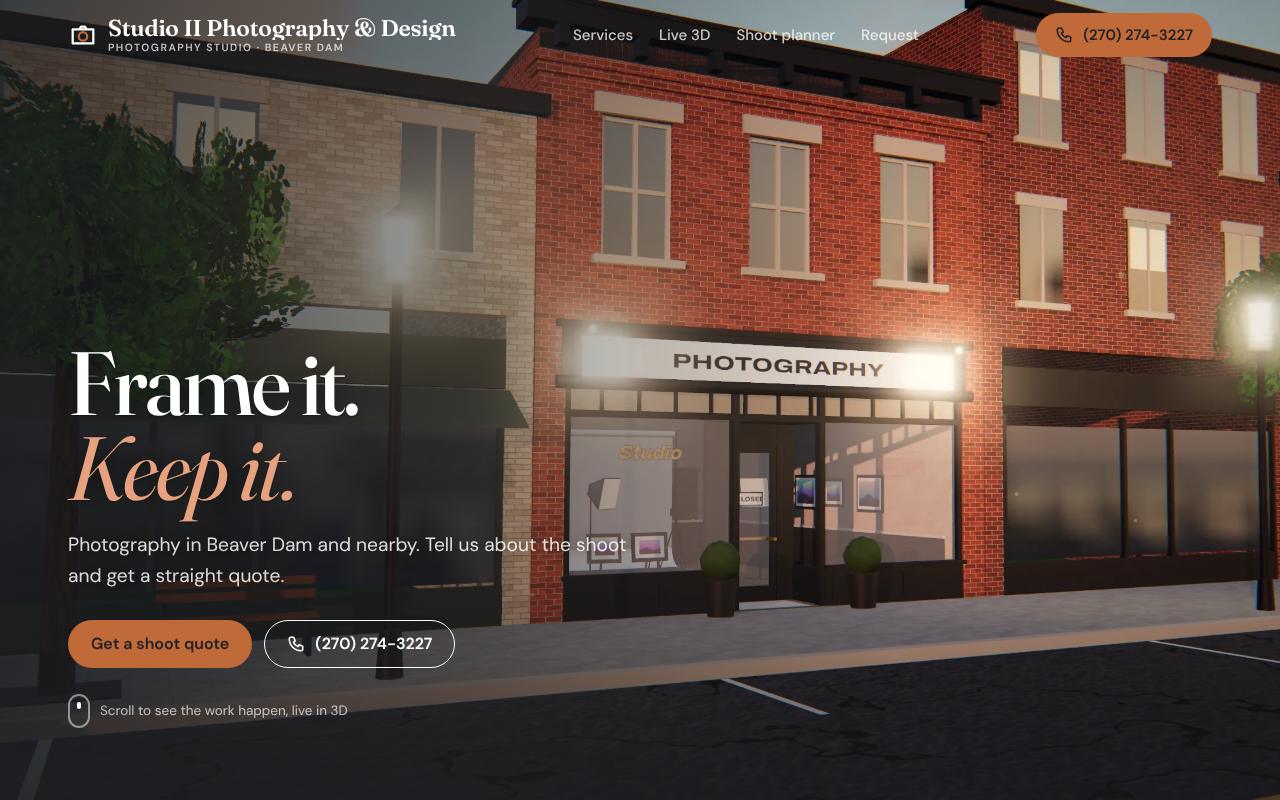 Studio II Photography & Design
PHOTOGRAPHY STUDIO · BEAVER DAM
Services
Live 3D
Shoot planner
Request
(270) 274-3227
PHOTOGRAPHY
Studio
CLOSED
Frame it.
Keep it.
Photography in Beaver Dam and nearby. Tell us about the shoot
and get a straight quote.
Get a shoot quote
(270) 274-3227
Scroll to see the work happen, live in 3D